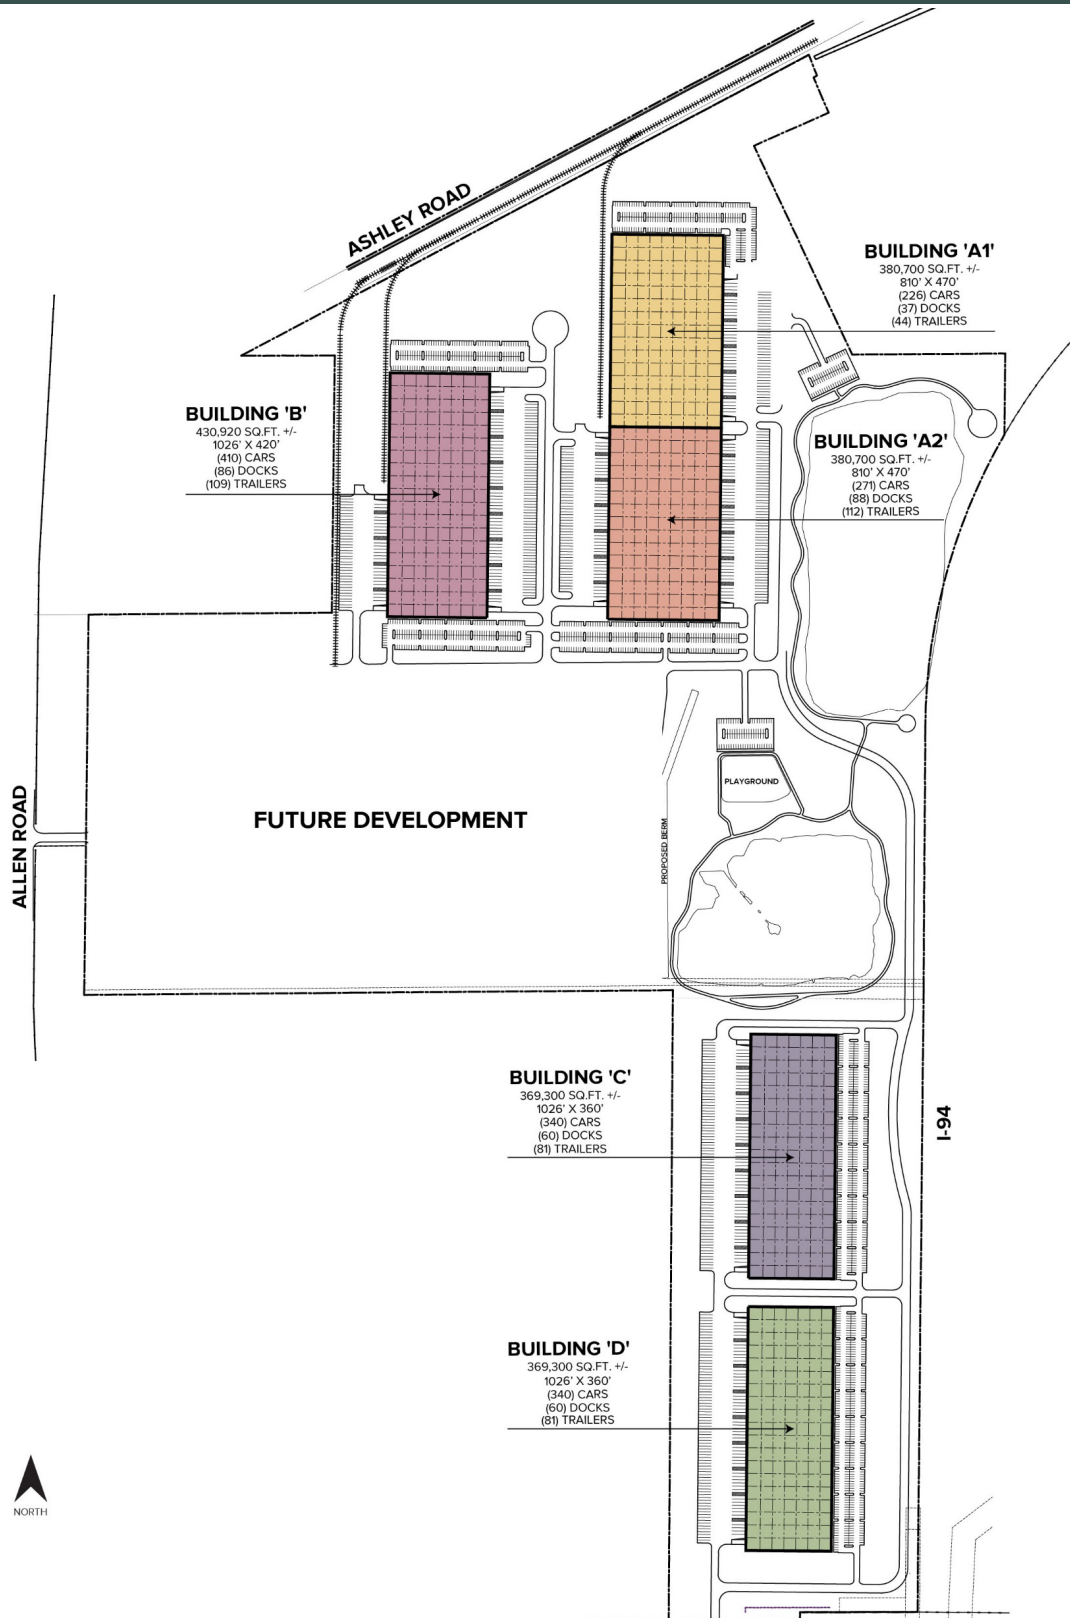 ASHLEY ROAD
BUILDING 'A1'
380,700 SQ.FT. +/-
810' X 470'
(226) CARS
(37) DOCKS
(44) TRAILERS
BUILDING 'B'
430,920 SQ.FT. +/-
1026' X 420'
(410) CARS
(86) DOCKS
(109) TRAILERS
BUILDING 'A2'
380,700 SQ.FT. +/-
810' X 470'
(271) CARS
(88) DOCKS
(112) TRAILERS
ALLEN ROAD
FUTURE DEVELOPMENT
PLAYGROUND
PROPOSED BERM
BUILDING 'C'
369,300 SQ.FT. +/-
1026' X 360'
(340) CARS
(60) DOCKS
(81) TRAILERS
I-94
BUILDING 'D'
369,300 SQ.FT. +/-
1026' X 360'
(340) CARS
(60) DOCKS
(81) TRAILERS
NORTH